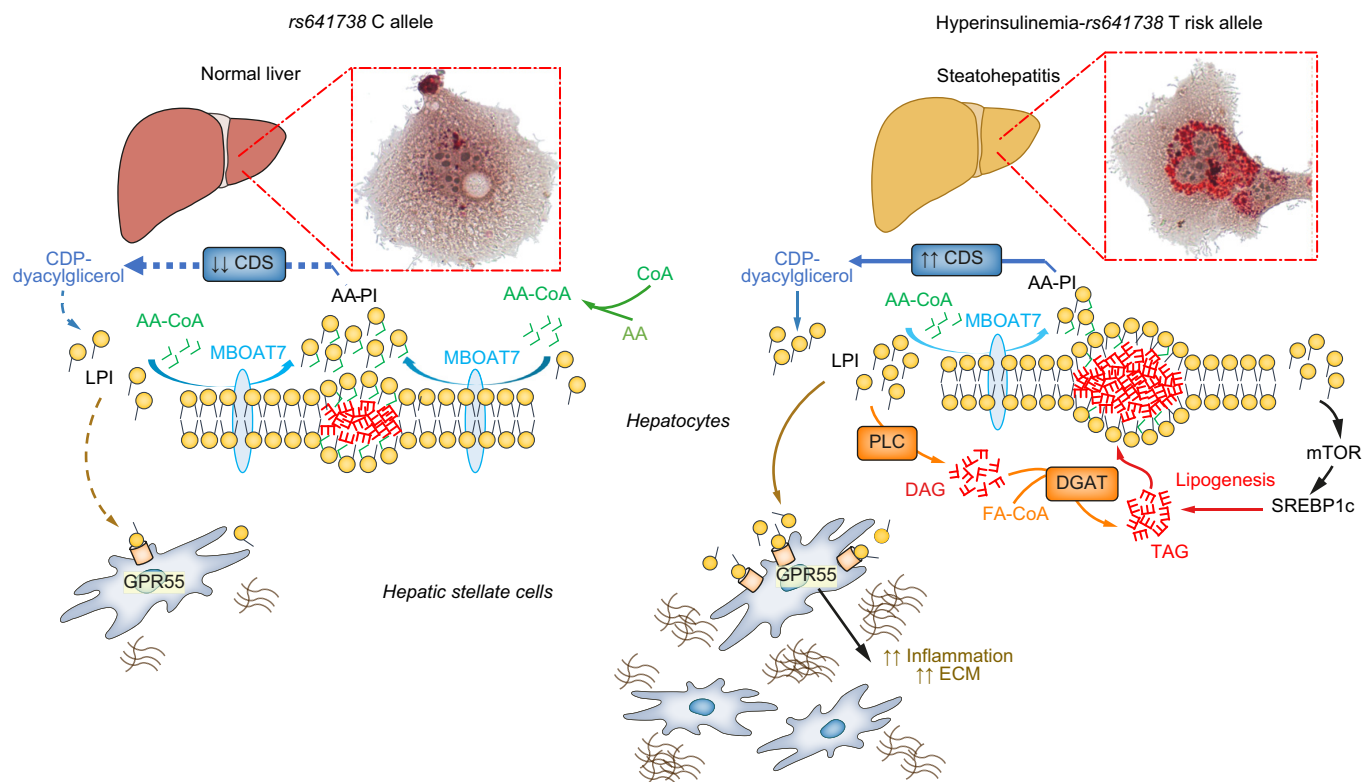 rs641738 C allele
Normal liver
CDP-
dyacylglicerol
↓↓ CDS
AA-PI
AA-CoA
CoA
AA
AA-CoA
MBOAT7
MBOAT7
LPI
GPR55
Hepatic stellate cells
Hepatocytes
Hyperinsulinemia-rs641738 T risk allele
Steatohepatitis
CDP-
dyacylglicerol
↑↑ CDS
AA-PI
AA-CoA
MBOAT7
LPI
PLC
DAG
FA-CoA
DGAT
TAG
Lipogenesis
mTOR
SREBP1c
GPR55
↑↑ Inflammation
↑↑ ECM